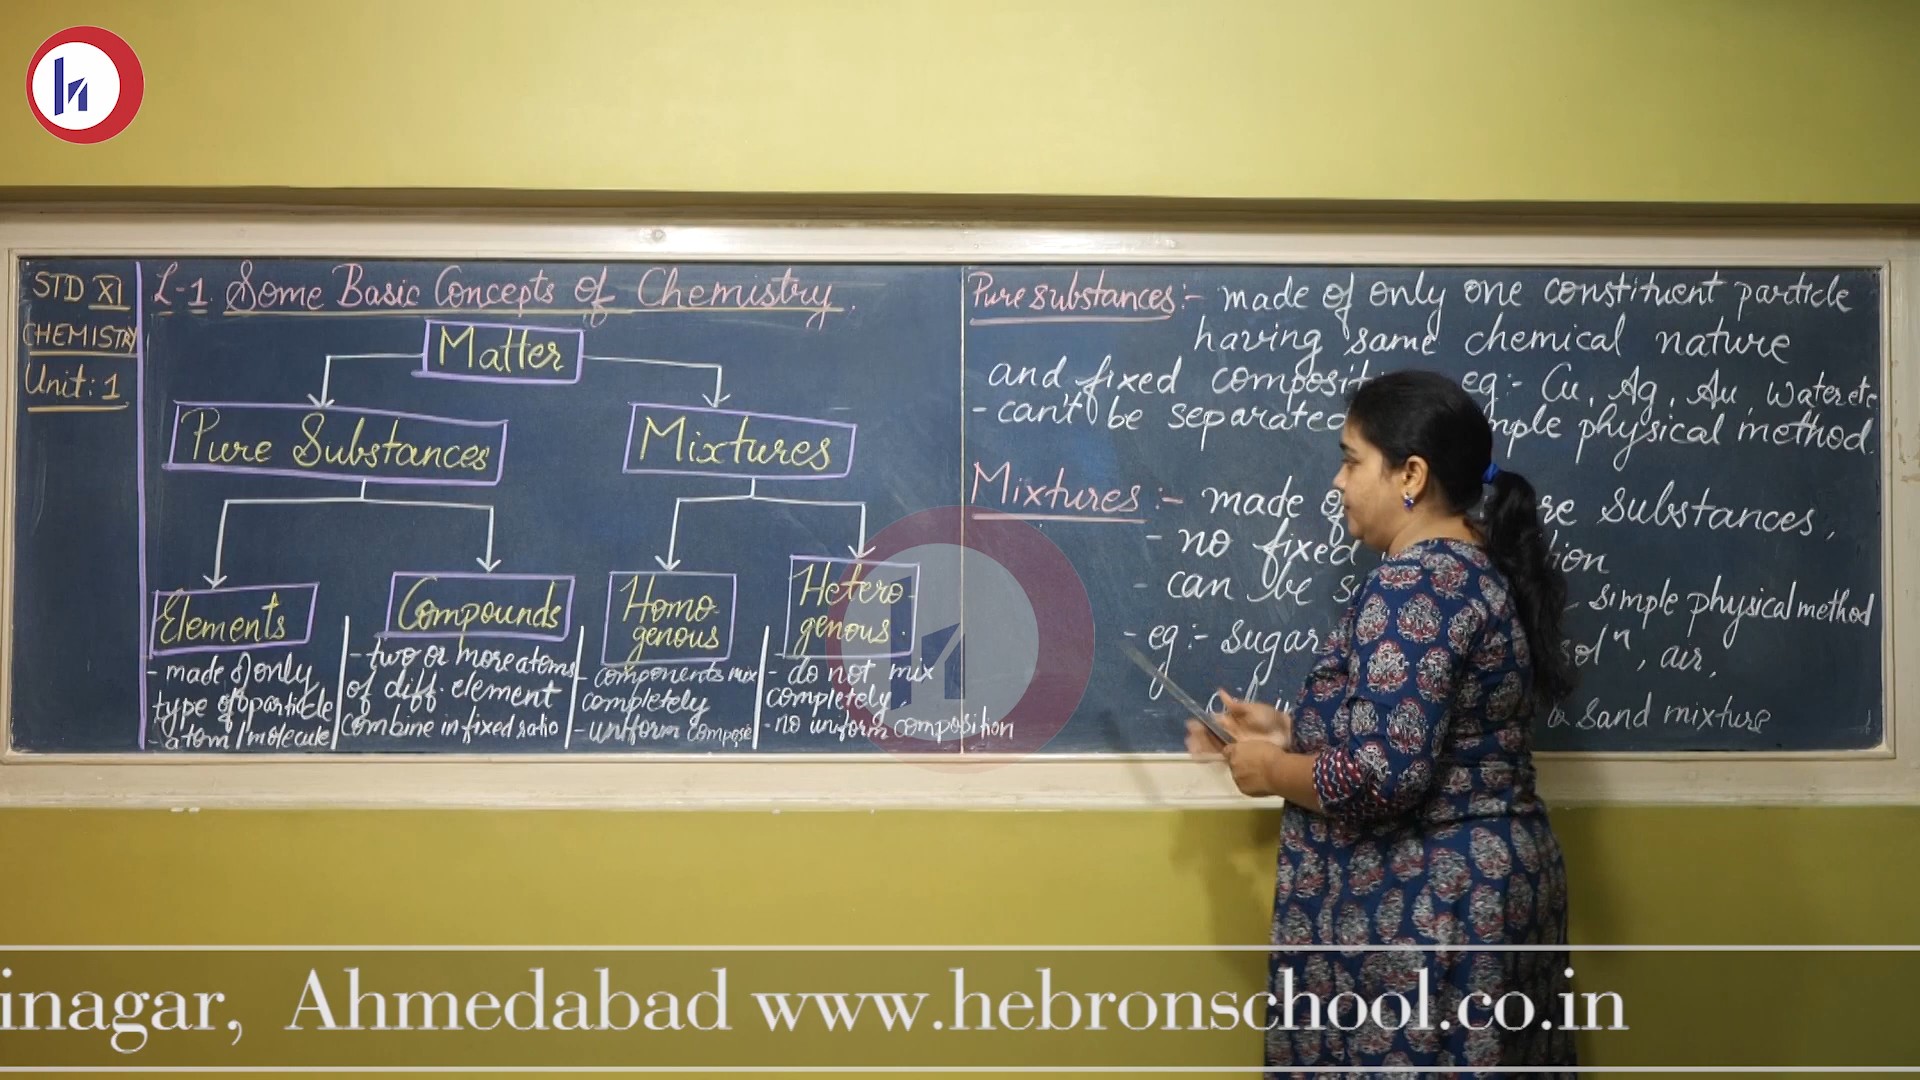 STD XI
CHEMISTRY
Unit: 1
L-1. Some Basic Concepts of Chemistry.
Matter
Pure Substances
Mixtures
Elements
Compounds
Homo-
genous
Hetero-
genous.
- made of only
type of particle
- atom / molecule
- two or more atoms
of diff. element
combine in fixed ratio
- components mix
completely
- uniform compose
- do not mix
completely.
- no uniform composition
Pure substances :- made of only one constituent particle
having same chemical nature
and fixed eg:- Cu, Ag, Au, water etc
- can't be separated physical method.
Mixtures :- made of substances,
- no fixed
- can be simple physical method
- eg :- sugar solⁿ, air,
sand mixture
inagar, Ahmedabad www.hebronschool.co.in